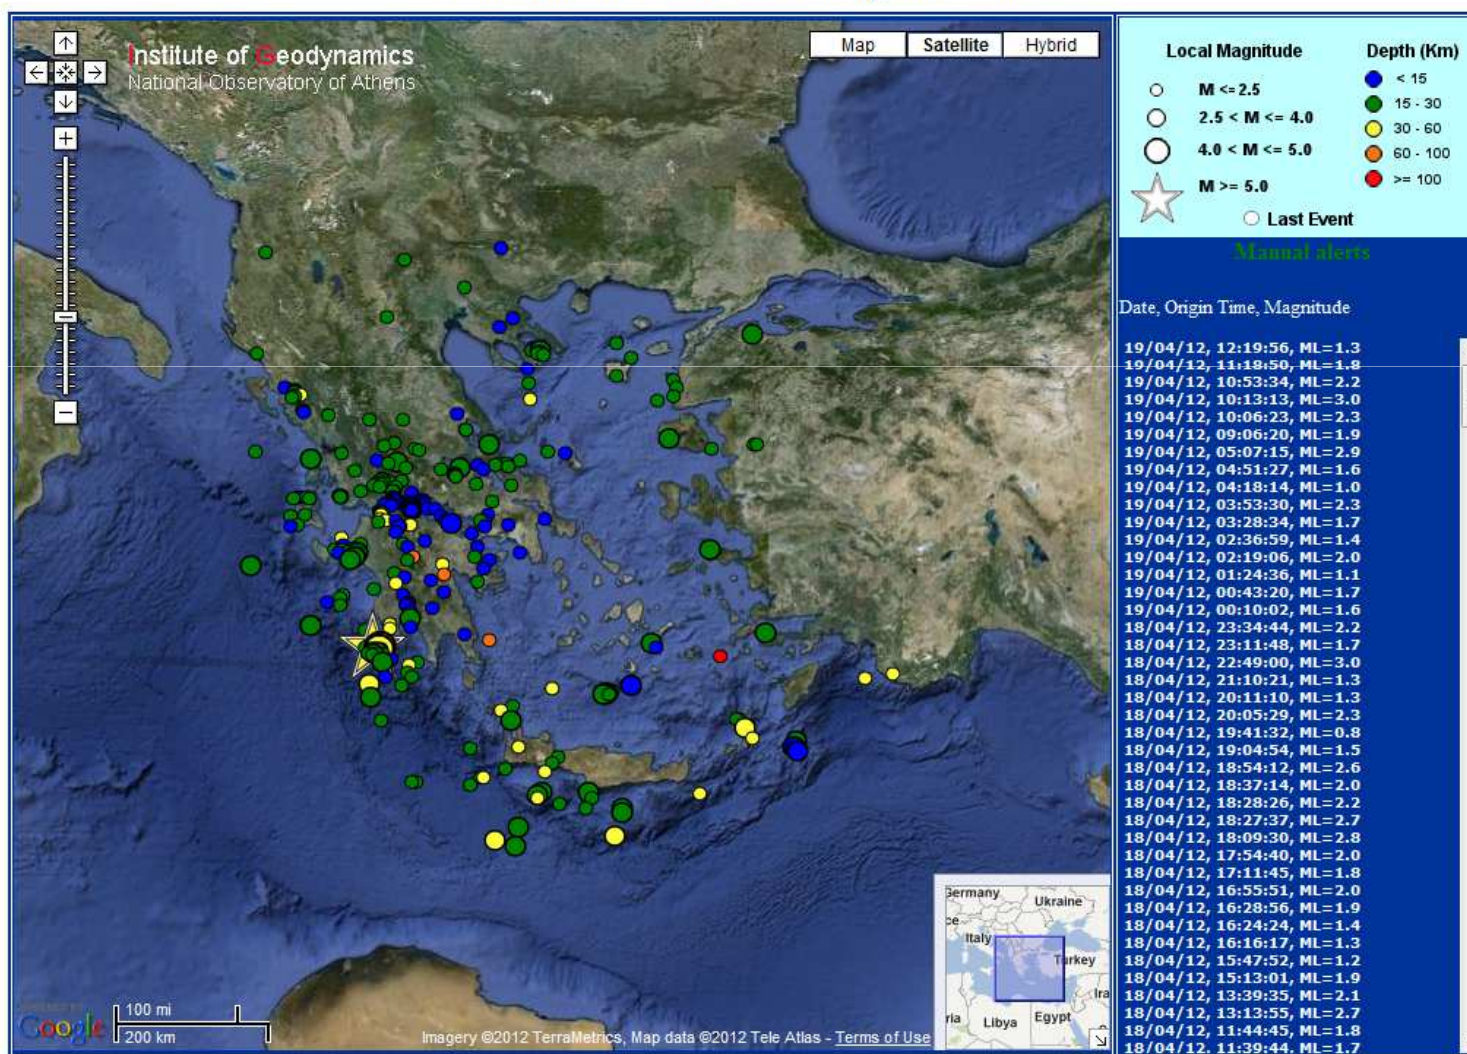 Institute of Geodynamics
National Observatory of Athens
Map
Satellite
Hybrid
Local Magnitude
Depth (Km)
M <= 2.5
2.5 < M <= 4.0
4.0 < M <= 5.0
M >= 5.0
Last Event
< 15
15 - 30
30 - 60
60 - 100
>= 100
Manual alerts
Date, Origin Time, Magnitude
19/04/12, 12:19:56, ML=1.3
19/04/12, 11:18:50, ML=1.8
19/04/12, 10:53:34, ML=2.2
19/04/12, 10:13:13, ML=3.0
19/04/12, 10:06:23, ML=2.3
19/04/12, 09:06:20, ML=1.9
19/04/12, 05:07:15, ML=2.9
19/04/12, 04:51:27, ML=1.6
19/04/12, 04:18:14, ML=1.0
19/04/12, 03:53:30, ML=2.3
19/04/12, 03:28:34, ML=1.7
19/04/12, 02:36:59, ML=1.4
19/04/12, 02:19:06, ML=2.0
19/04/12, 01:24:36, ML=1.1
19/04/12, 00:43:20, ML=1.7
19/04/12, 00:10:02, ML=1.6
18/04/12, 23:34:44, ML=2.2
18/04/12, 23:11:48, ML=1.7
18/04/12, 22:49:00, ML=3.0
18/04/12, 21:10:21, ML=1.3
18/04/12, 20:11:10, ML=1.3
18/04/12, 20:05:29, ML=2.3
18/04/12, 19:41:32, ML=0.8
18/04/12, 19:04:54, ML=1.5
18/04/12, 18:54:12, ML=2.6
18/04/12, 18:37:14, ML=2.0
18/04/12, 18:28:26, ML=2.2
18/04/12, 18:27:37, ML=2.7
18/04/12, 18:09:30, ML=2.8
18/04/12, 17:54:40, ML=2.0
18/04/12, 17:11:45, ML=1.8
18/04/12, 16:55:51, ML=2.0
18/04/12, 16:28:56, ML=1.9
18/04/12, 16:24:24, ML=1.4
18/04/12, 16:16:17, ML=1.3
18/04/12, 15:47:52, ML=1.2
18/04/12, 15:13:01, ML=1.9
18/04/12, 13:39:35, ML=2.1
18/04/12, 13:13:55, ML=2.7
18/04/12, 11:44:45, ML=1.8
18/04/12, 11:39:44, ML=1.7
Germany
Ukraine
Italy
Turkey
Libya
Egypt
100 mi
200 km
Google
Imagery ©2012 TerraMetrics, Map data ©2012 Tele Atlas - Terms of Use